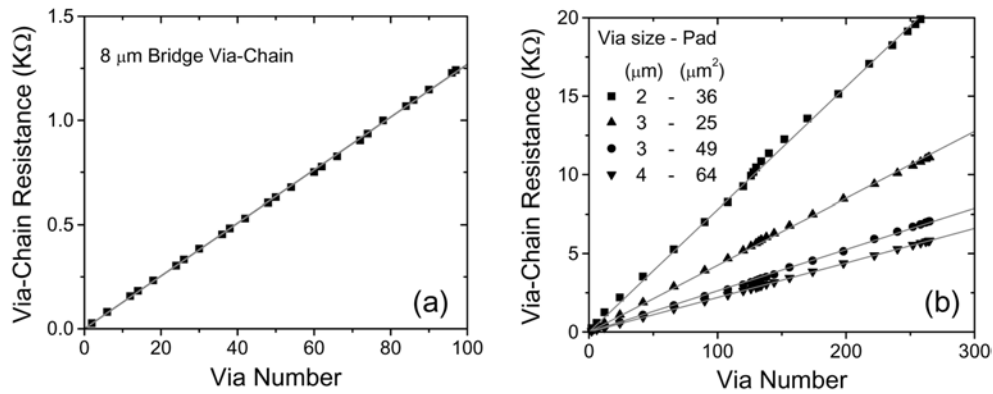 1.5
1.0
0.5
0.0
Via-Chain Resistance (KΩ)
8 μm Bridge Via-Chain
(a)
0 20 40 60 80 100
Via Number
20
15
10
5
0
Via-Chain Resistance (KΩ)
Via size - Pad
(μm) (μm²)
2 - 36
3 - 25
3 - 49
4 - 64
(b)
0 100 200 300
Via Number